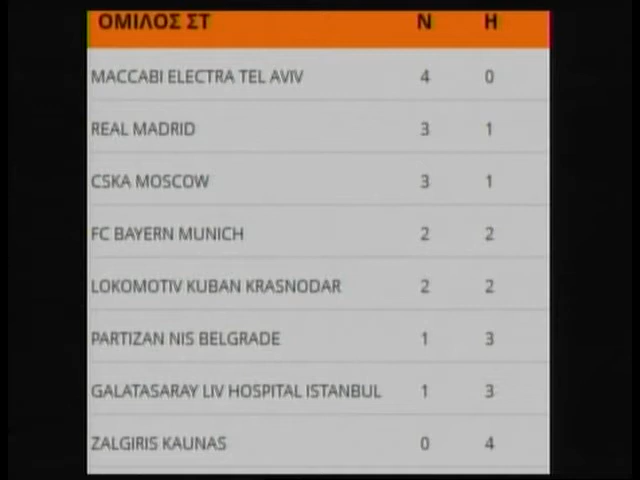 ΟΜΙΛΟΣ ΣΤ Ν Η
MACCABI ELECTRA TEL AVIV 4 0
REAL MADRID 3 1
CSKA MOSCOW 3 1
FC BAYERN MUNICH 2 2
LOKOMOTIV KUBAN KRASNODAR 2 2
PARTIZAN NIS BELGRADE 1 3
GALATASARAY LIV HOSPITAL ISTANBUL 1 3
ZALGIRIS KAUNAS 0 4